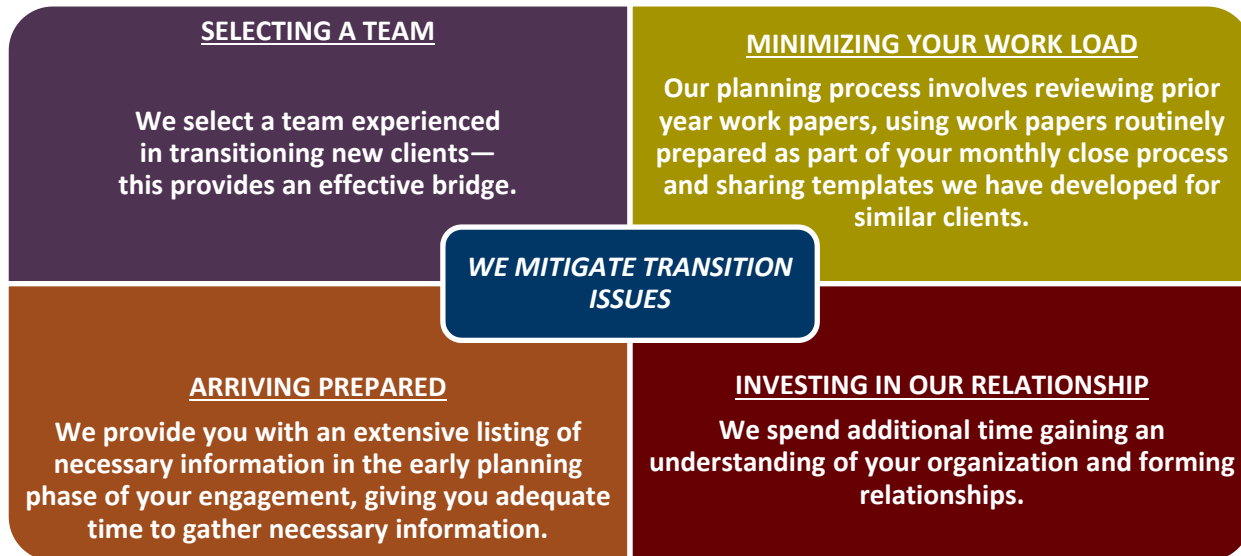 SELECTING A TEAM
We select a team experienced
in transitioning new clients—
this provides an effective bridge.
MINIMIZING YOUR WORK LOAD
Our planning process involves reviewing prior
year work papers, using work papers routinely
prepared as part of your monthly close process
and sharing templates we have developed for
similar clients.
WE MITIGATE TRANSITION
ISSUES
ARRIVING PREPARED
We provide you with an extensive listing of
necessary information in the early planning
phase of your engagement, giving you adequate
time to gather necessary information.
INVESTING IN OUR RELATIONSHIP
We spend additional time gaining an
understanding of your organization and forming
relationships.